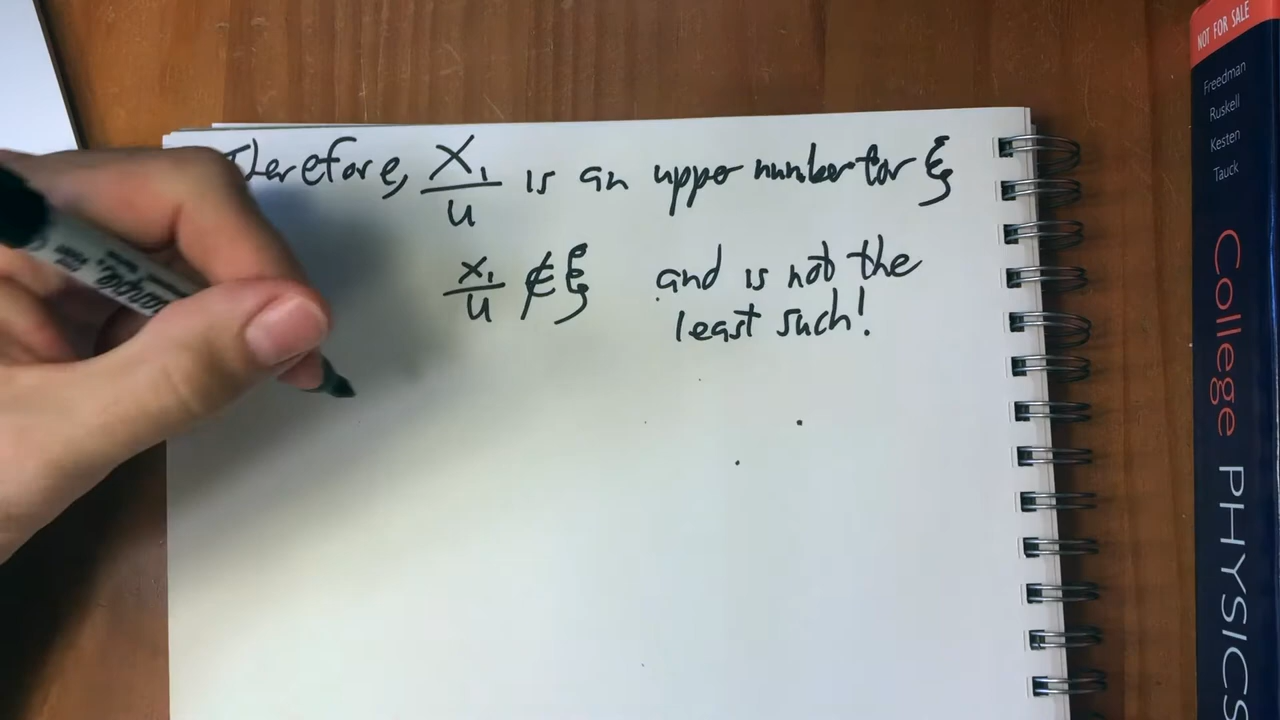 Therefore, X₁/u is an upper number for ξ
x₁/u ∉ ξ and is not the
least such!
NOT FOR SALE
Freedman
Ruskell
Kesten
Tauck
College PHYSICS